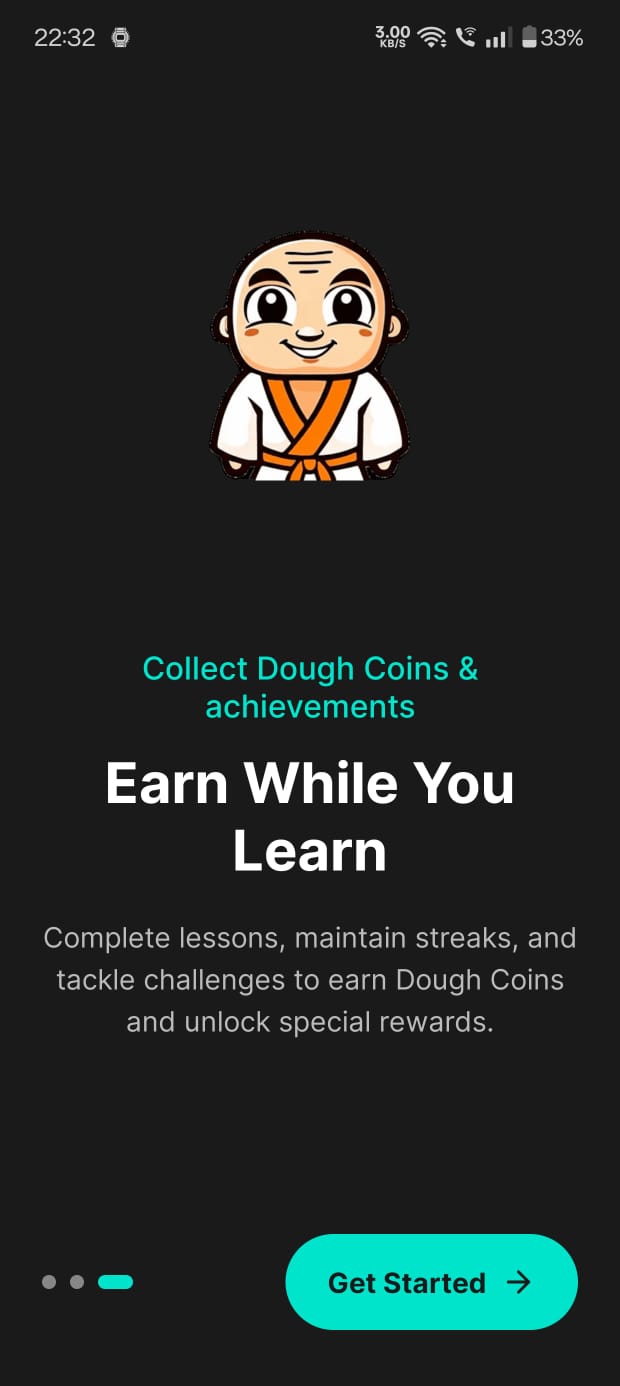 22:32
3.00
KB/S
33%
Collect Dough Coins &
achievements
Earn While You
Learn
Complete lessons, maintain streaks, and
tackle challenges to earn Dough Coins
and unlock special rewards.
Get Started →